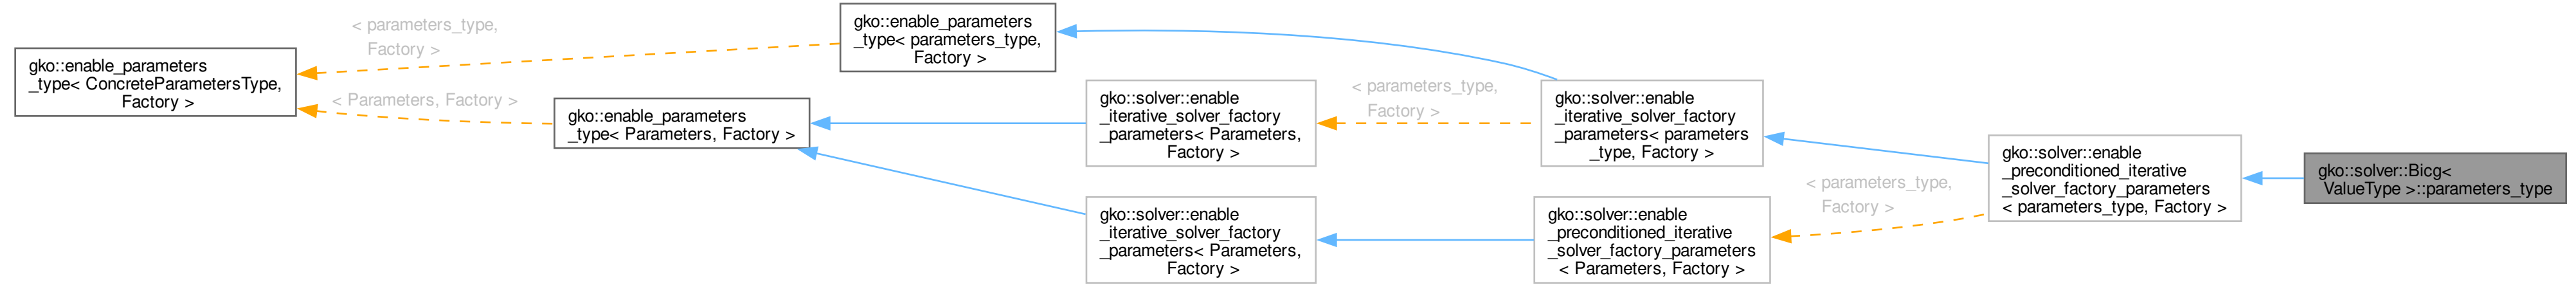 gko::enable_parameters
_type< ConcreteParametersType,
Factory >
< parameters_type,
Factory >
< Parameters, Factory >
gko::enable_parameters
_type< parameters_type,
Factory >
gko::enable_parameters
_type< Parameters, Factory >
gko::solver::enable
_iterative_solver_factory
_parameters< Parameters,
Factory >
< parameters_type,
Factory >
gko::solver::enable
_iterative_solver_factory
_parameters< parameters
_type, Factory >
gko::solver::enable
_iterative_solver_factory
_parameters< Parameters,
Factory >
gko::solver::enable
_preconditioned_iterative
_solver_factory_parameters
< Parameters, Factory >
< parameters_type,
Factory >
gko::solver::enable
_preconditioned_iterative
_solver_factory_parameters
< parameters_type, Factory >
gko::solver::Bicg<
ValueType >::parameters_type